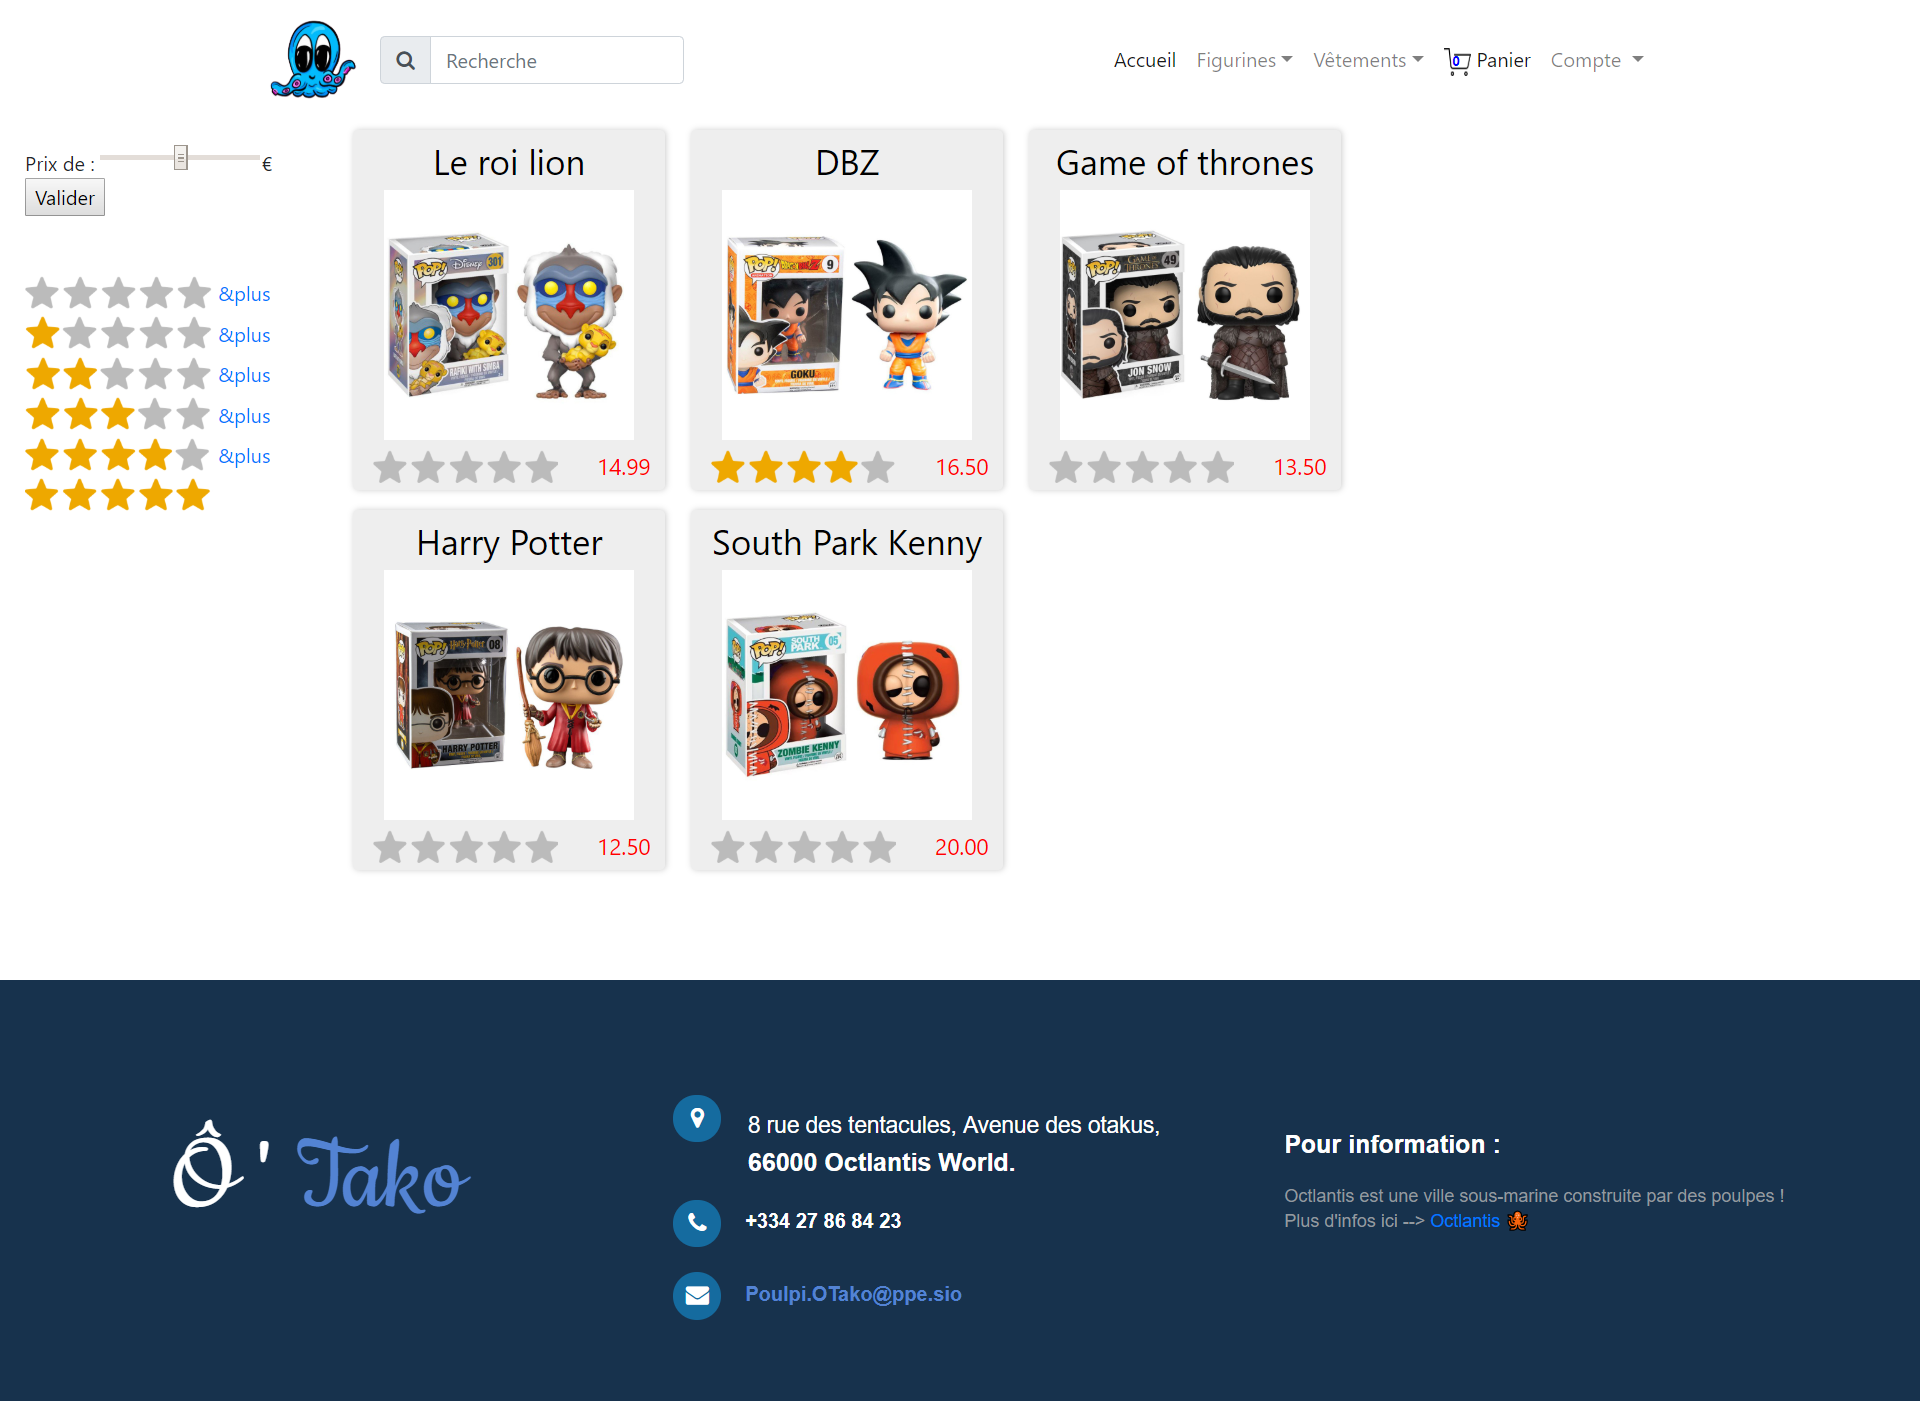 Recherche
Accueil
Figurines
Vêtements
0
Panier
Compte
Prix de :
€
Valider
&plus
&plus
&plus
&plus
&plus
Le roi lion
POP!
Disney
301
RAFIKI WITH SIMBA
14.99
DBZ
POP!
9
GOKU
16.50
Game of thrones
POP!
GAME OF THRONES
49
JON SNOW
13.50
Harry Potter
POP!
Harry Potter
08
HARRY POTTER
12.50
South Park Kenny
POP!
SOUTH PARK
05
ZOMBIE KENNY
20.00
Ô ' Tako
8 rue des tentacules, Avenue des otakus,
66000 Octlantis World.
+334 27 86 84 23
Poulpi.OTako@ppe.sio
Pour information :
Octlantis est une ville sous-marine construite par des poulpes !
Plus d'infos ici --> Octlantis